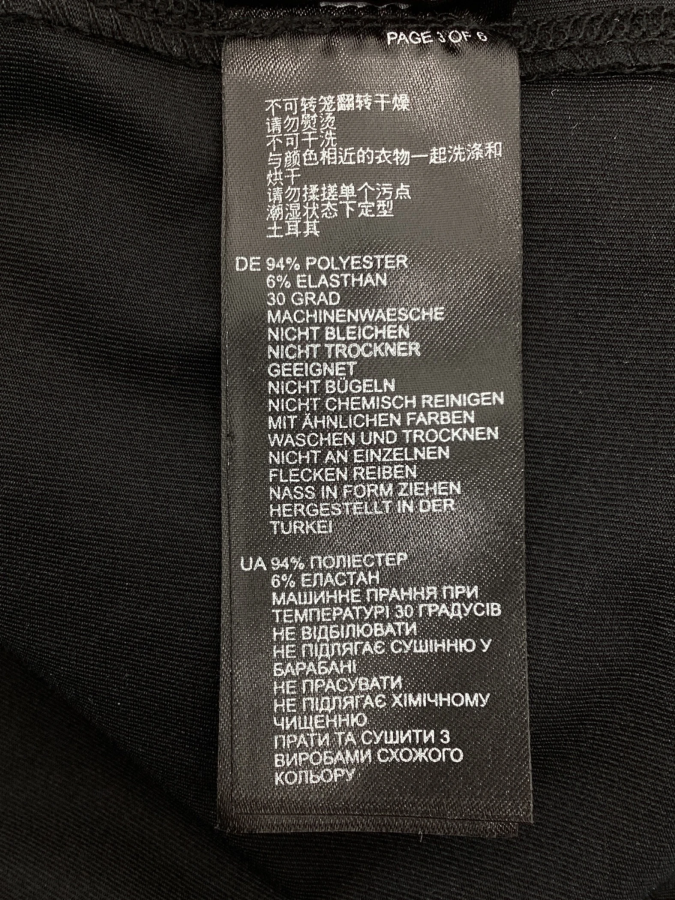 PAGE 3 OF 6
不可转笼翻转干燥
请勿熨烫
不可干洗
与颜色相近的衣物一起洗涤和
烘干
请勿揉搓单个污点
潮湿状态下定型
土耳其
DE 94% POLYESTER
6% ELASTHAN
30 GRAD
MACHINENWAESCHE
NICHT BLEICHEN
NICHT TROCKNER
GEEIGNET
NICHT BÜGELN
NICHT CHEMISCH REINIGEN
MIT ÄHNLICHEN FARBEN
WASCHEN UND TROCKNEN
NICHT AN EINZELNEN
FLECKEN REIBEN
NASS IN FORM ZIEHEN
HERGESTELLT IN DER
TURKEI
UA 94% ПОЛІЕСТЕР
6% ЕЛАСТАН
МАШИННЕ ПРАННЯ ПРИ
ТЕМПЕРАТУРІ 30 ГРАДУСІВ
НЕ ВІДБІЛЮВАТИ
НЕ ПІДЛЯГАЄ СУШІННЮ У
БАРАБАНІ
НЕ ПРАСУВАТИ
НЕ ПІДЛЯГАЄ ХІМІЧНОМУ
ЧИЩЕННЮ
ПРАТИ ТА СУШИТИ З
ВИРОБАМИ СХОЖОГО
КОЛЬОРУ